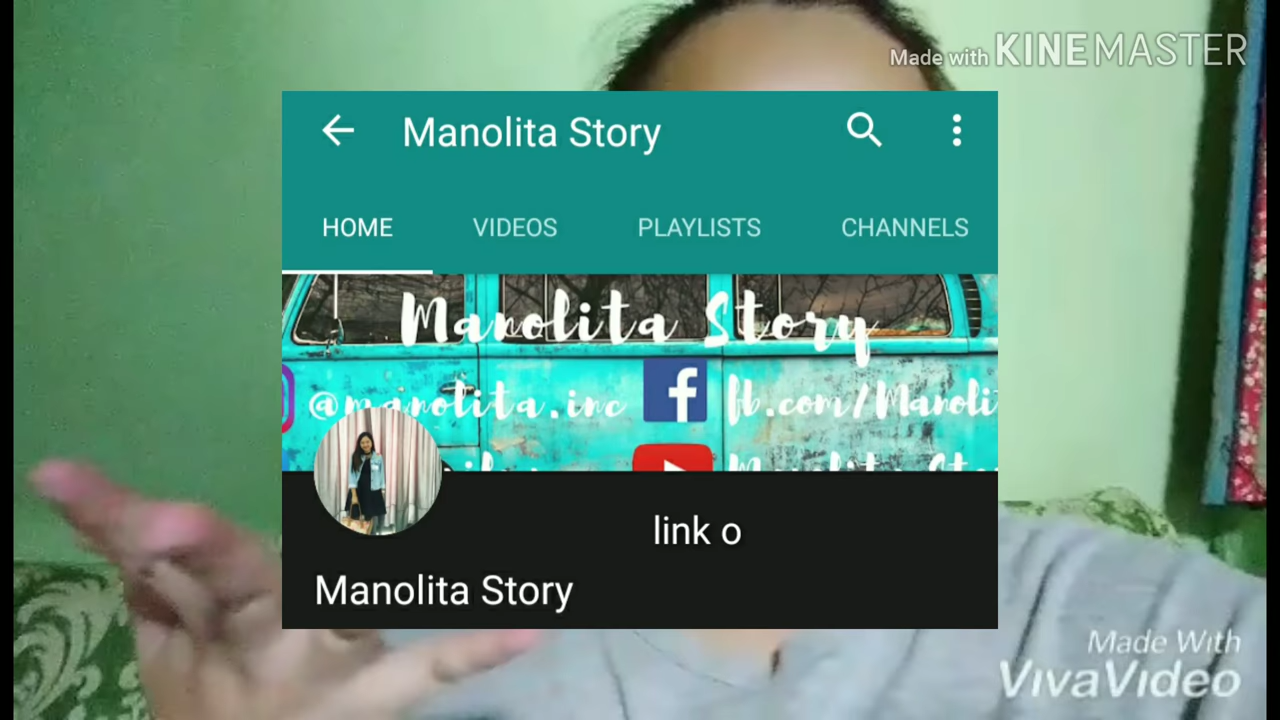 Made with KINEMASTER
Manolita Story
HOME VIDEOS PLAYLISTS CHANNELS
Manolita Story
@manolita.inc fb.com/Manoli
link o
Manolita Story
Made With
VivaVideo